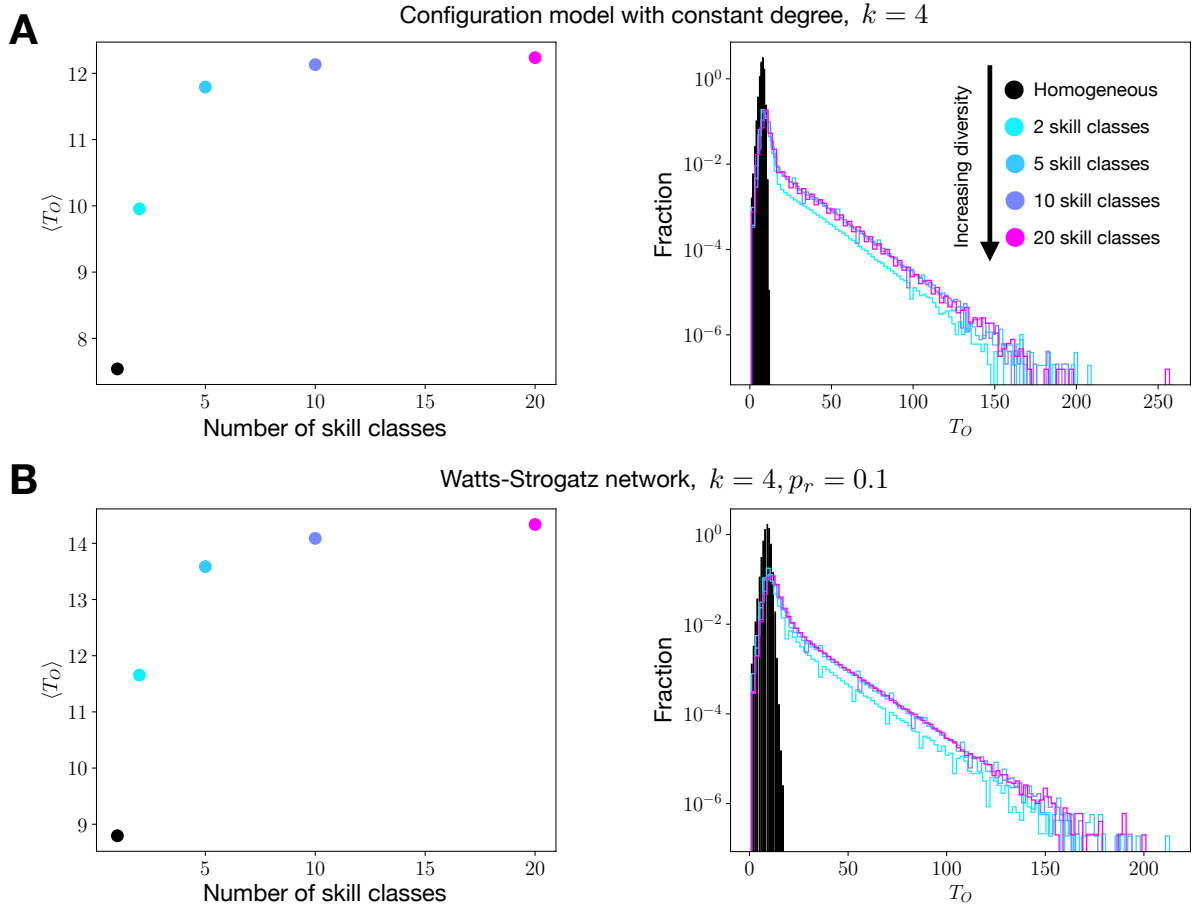 A
Configuration model with constant degree, k = 4
12
11
10
9
8
⟨T_O⟩
5
10
15
20
Number of skill classes
10^0
10^-2
10^-4
10^-6
Fraction
0
50
100
150
200
250
T_O
Increasing diversity
Homogeneous
2 skill classes
5 skill classes
10 skill classes
20 skill classes
B
Watts-Strogatz network, k = 4, p_r = 0.1
14
13
12
11
10
9
⟨T_O⟩
5
10
15
20
Number of skill classes
10^0
10^-2
10^-4
10^-6
Fraction
0
50
100
150
200
T_O